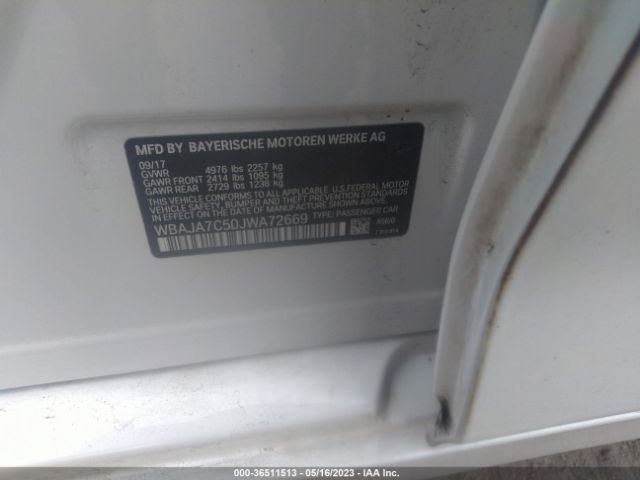 MFD BY BAYERISCHE MOTOREN WERKE AG
09/17
GVWR 4976 lbs 2257 kg
GAWR FRONT 2414 lbs 1095 kg
GAWR REAR 2729 lbs 1238 kg
THIS VEHICLE CONFORMS TO ALL APPLICABLE U.S.FEDERAL MOTOR
VEHICLE SAFETY, BUMPER AND THEFT PREVENTION STANDARDS
IN EFFECT ON THE DATE OF MANUFACTURE SHOWN ABOVE.
WBAJA7C50JWA72669 TYPE: PASSENGER CAR
000-36511513 - 05/16/2023 - IAA Inc.